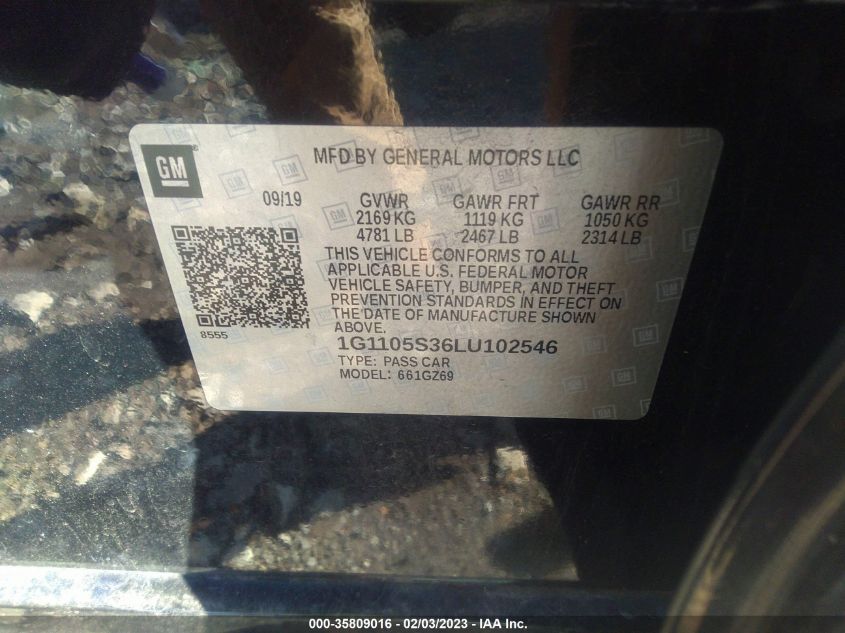 GM
MFD BY GENERAL MOTORS LLC
09/19 GVWR GAWR FRT GAWR RR
2169 KG 1119 KG 1050 KG
4781 LB 2467 LB 2314 LB
THIS VEHICLE CONFORMS TO ALL
APPLICABLE U.S. FEDERAL MOTOR
VEHICLE SAFETY, BUMPER, AND THEFT
PREVENTION STANDARDS IN EFFECT ON
THE DATE OF MANUFACTURE SHOWN
ABOVE.
8555
1G1105S36LU102546
TYPE: PASS CAR
MODEL: 661GZ69
000-35809016 - 02/03/2023 - © IAA Inc.